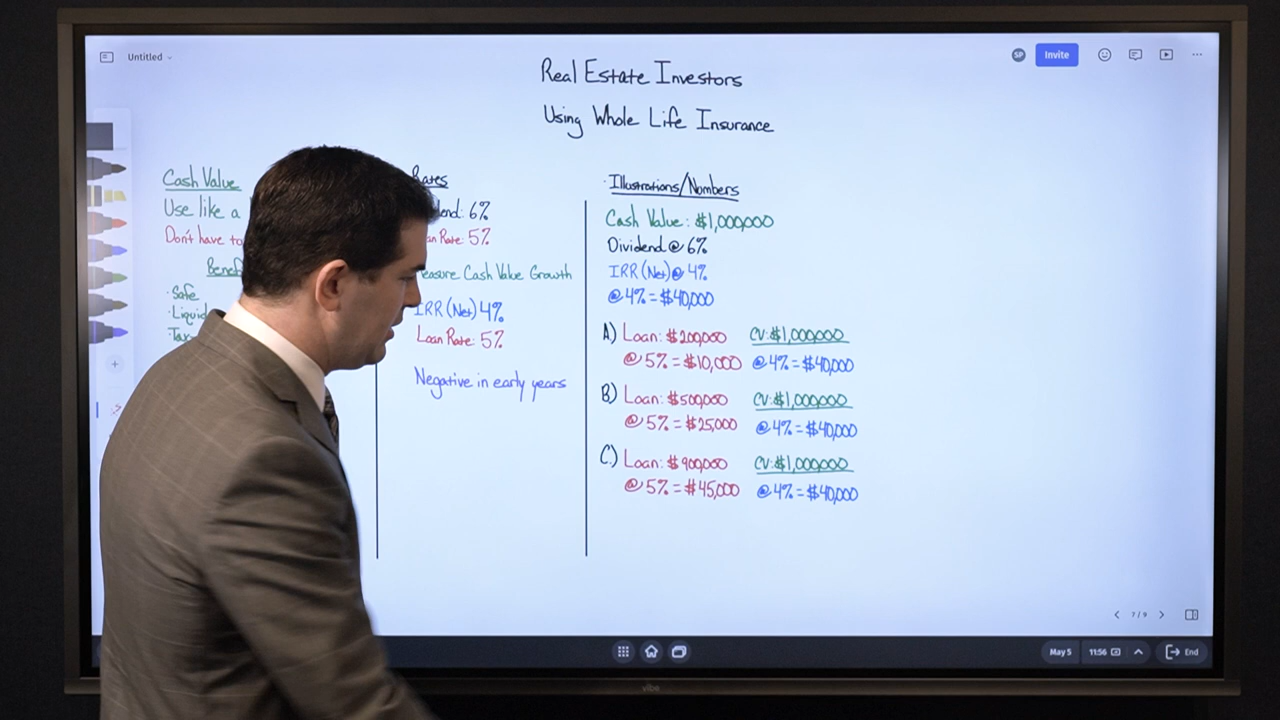 Untitled
SP
Invite
Real Estate Investors
Using Whole Life Insurance
Cash Value
Use like a
Don't have to
Safe
Liquid
Rates
6%
Rate: 5%
Cash Value Growth
IRR (Net) 4%
Loan Rate: 5%
Negative in early years
· Illustrations/Numbers
Cash Value: $1,000,000
Dividend @ 6%
IRR (Net) @ 4%
@ 4% = $40,000
A) Loan: $200,000 CV: $1,000,000
@ 5% = $10,000 @ 4% = $40,000
B) Loan: $500,000 CV: $1,000,000
@ 5% = $25,000 @ 4% = $40,000
C) Loan: $900,000 CV: $1,000,000
@ 5% = $45,000 @ 4% = $40,000
7 / 9
May 5 11:56 End
vibe